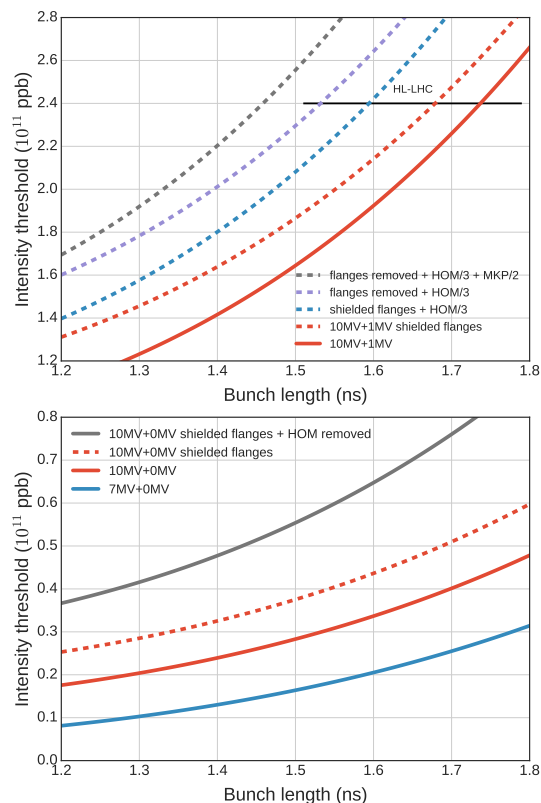 2.8
2.6
2.4
2.2
2.0
1.8
1.6
1.4
1.2
Intensity threshold (10^11 ppb)
HL-LHC
flanges removed + HOM/3 + MKP/2
flanges removed + HOM/3
shielded flanges + HOM/3
10MV+1MV shielded flanges
10MV+1MV
1.2 1.3 1.4 1.5 1.6 1.7 1.8
Bunch length (ns)
0.8
0.7
0.6
0.5
0.4
0.3
0.2
0.1
0.0
Intensity threshold (10^11 ppb)
10MV+0MV shielded flanges + HOM removed
10MV+0MV shielded flanges
10MV+0MV
7MV+0MV
1.2 1.3 1.4 1.5 1.6 1.7 1.8
Bunch length (ns)